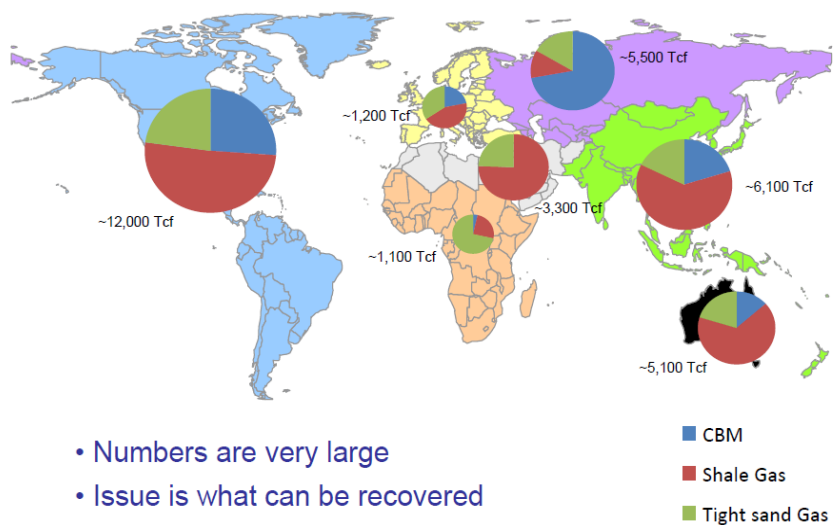 ~5,500 Tcf
~1,200 Tcf
~6,100 Tcf
~12,000 Tcf
~3,300 Tcf
~1,100 Tcf
~5,100 Tcf
• Numbers are very large
• Issue is what can be recovered
CBM
Shale Gas
Tight sand Gas